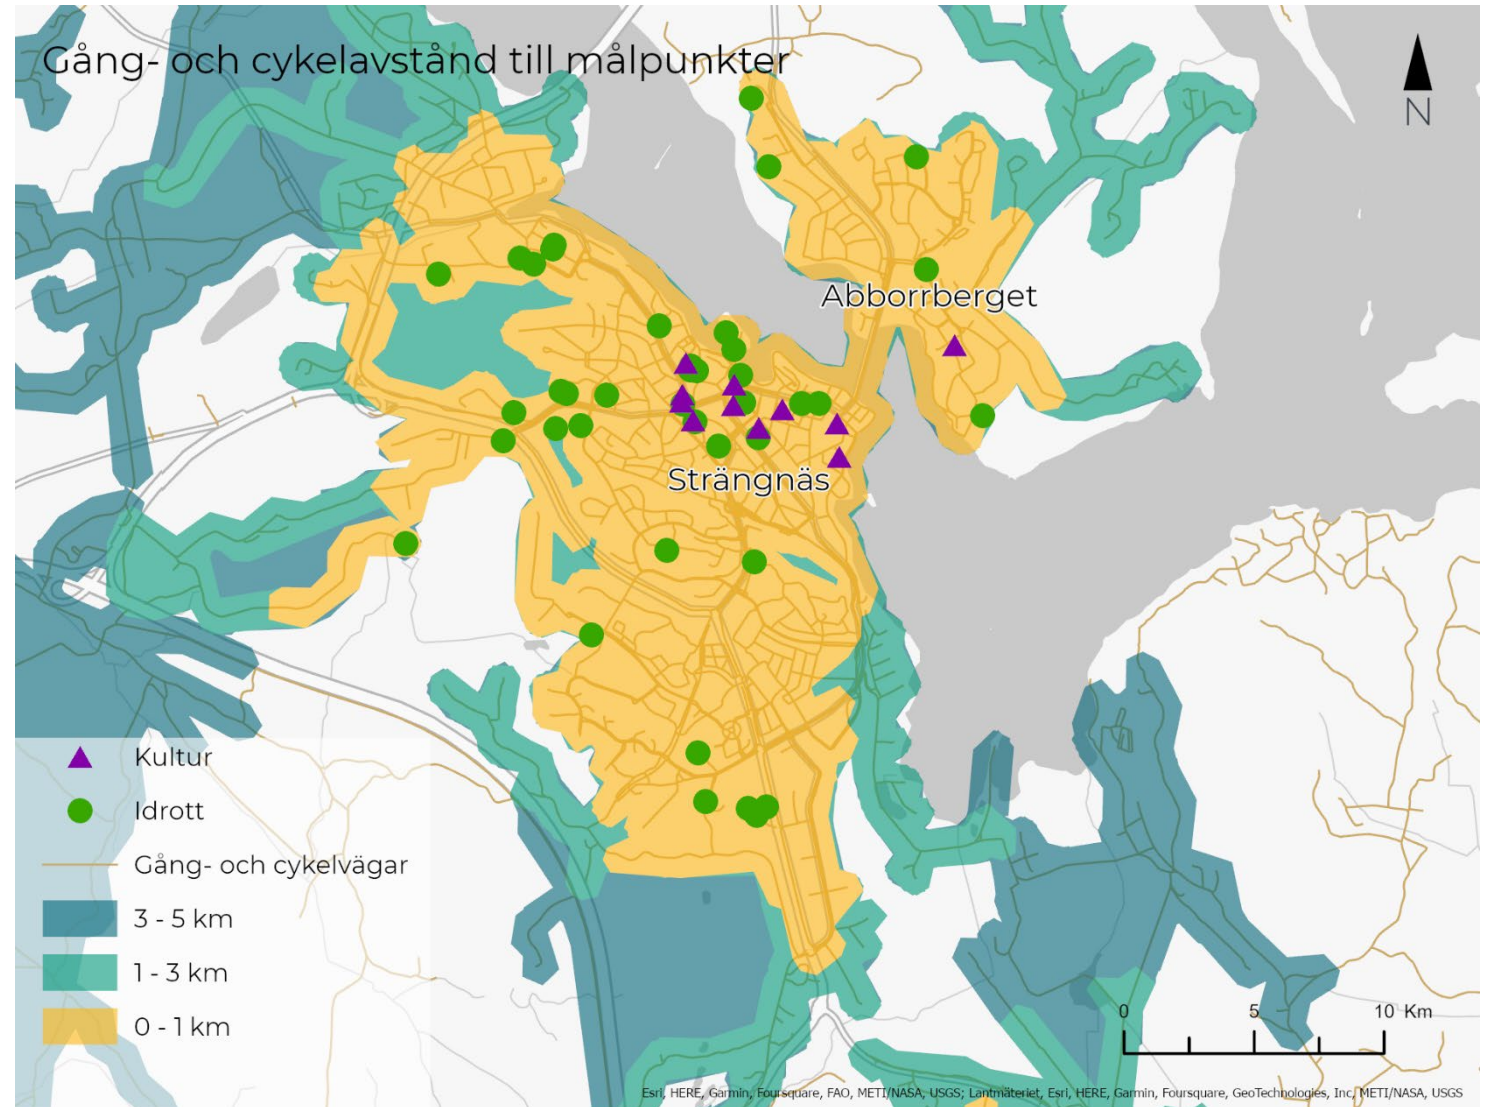 Gång- och cykelavstånd till målpunkter
N
Abborrberget
Strängnäs
Kultur
Idrott
Gång- och cykelvägar
3 - 5 km
1 - 3 km
0 - 1 km
0 5 10 Km
Esri, HERE, Garmin, Foursquare, FAO, METI/NASA, USGS; Lantmäteriet, Esri, HERE, Garmin, Foursquare, GeoTechnologies, Inc, METI/NASA, USGS